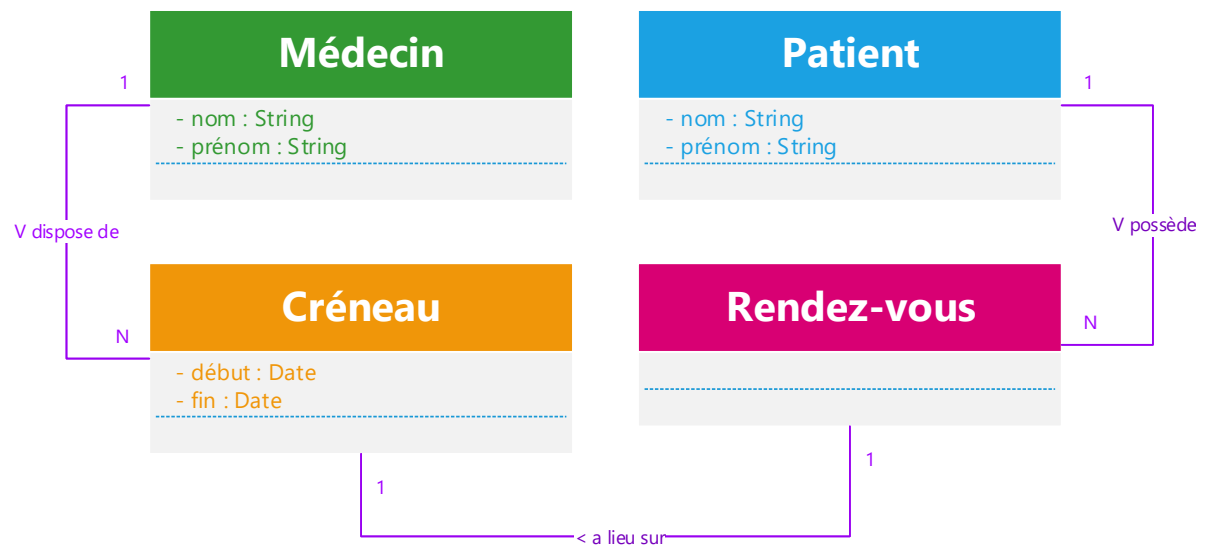 Médecin
- nom : String
- prénom : String
Patient
- nom : String
- prénom : String
1
1
V dispose de
V possède
N
N
Créneau
- début : Date
- fin : Date
Rendez-vous
1
1
< a lieu sur